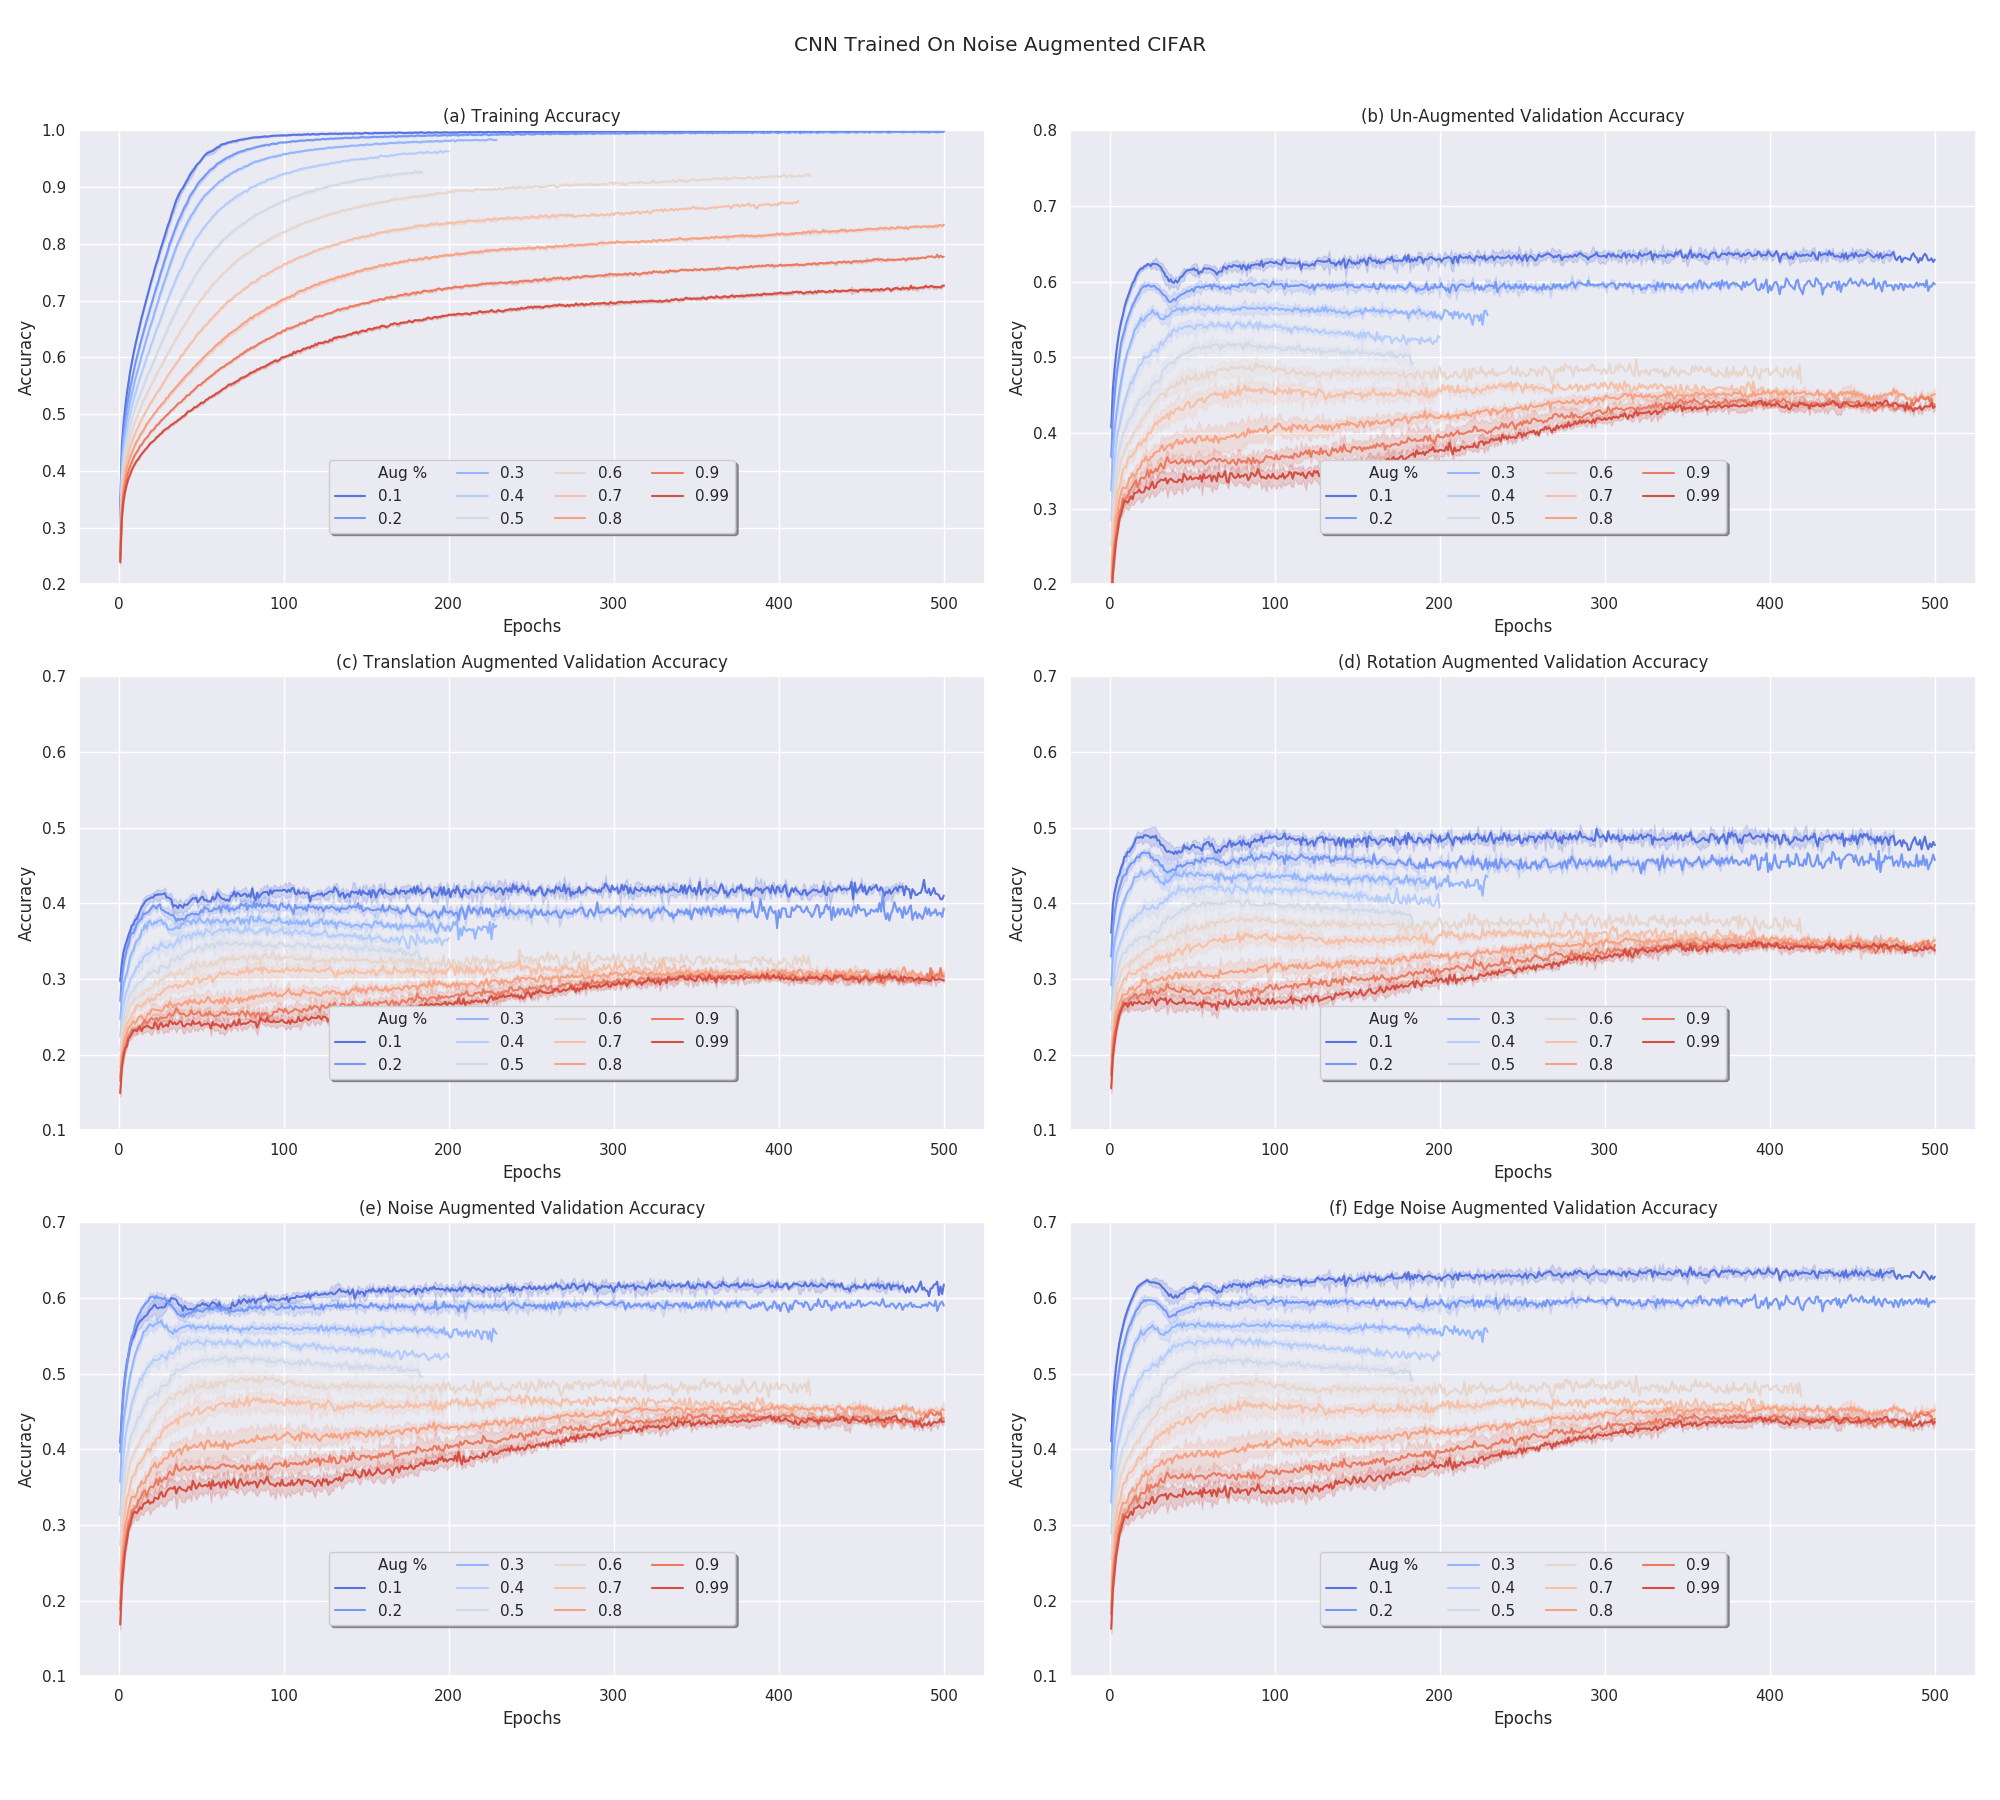 CNN Trained On Noise Augmented CIFAR
(a) Training Accuracy
1.0
0.9
0.8
0.7
0.6
0.5
0.4
0.3
0.2
Accuracy
Aug % 0.3 0.6 0.9
0.1 0.4 0.7 0.99
0.2 0.5 0.8
0 100 200 300 400 500
Epochs
(b) Un-Augmented Validation Accuracy
0.8
0.7
0.6
0.5
0.4
0.3
0.2
Accuracy
Aug % 0.3 0.6 0.9
0.1 0.4 0.7 0.99
0.2 0.5 0.8
0 100 200 300 400 500
Epochs
(c) Translation Augmented Validation Accuracy
0.7
0.6
0.5
0.4
0.3
0.2
0.1
Accuracy
Aug % 0.3 0.6 0.9
0.1 0.4 0.7 0.99
0.2 0.5 0.8
0 100 200 300 400 500
Epochs
(d) Rotation Augmented Validation Accuracy
0.7
0.6
0.5
0.4
0.3
0.2
0.1
Accuracy
Aug % 0.3 0.6 0.9
0.1 0.4 0.7 0.99
0.2 0.5 0.8
0 100 200 300 400 500
Epochs
(e) Noise Augmented Validation Accuracy
0.7
0.6
0.5
0.4
0.3
0.2
0.1
Accuracy
Aug % 0.3 0.6 0.9
0.1 0.4 0.7 0.99
0.2 0.5 0.8
0 100 200 300 400 500
Epochs
(f) Edge Noise Augmented Validation Accuracy
0.7
0.6
0.5
0.4
0.3
0.2
0.1
Accuracy
Aug % 0.3 0.6 0.9
0.1 0.4 0.7 0.99
0.2 0.5 0.8
0 100 200 300 400 500
Epochs